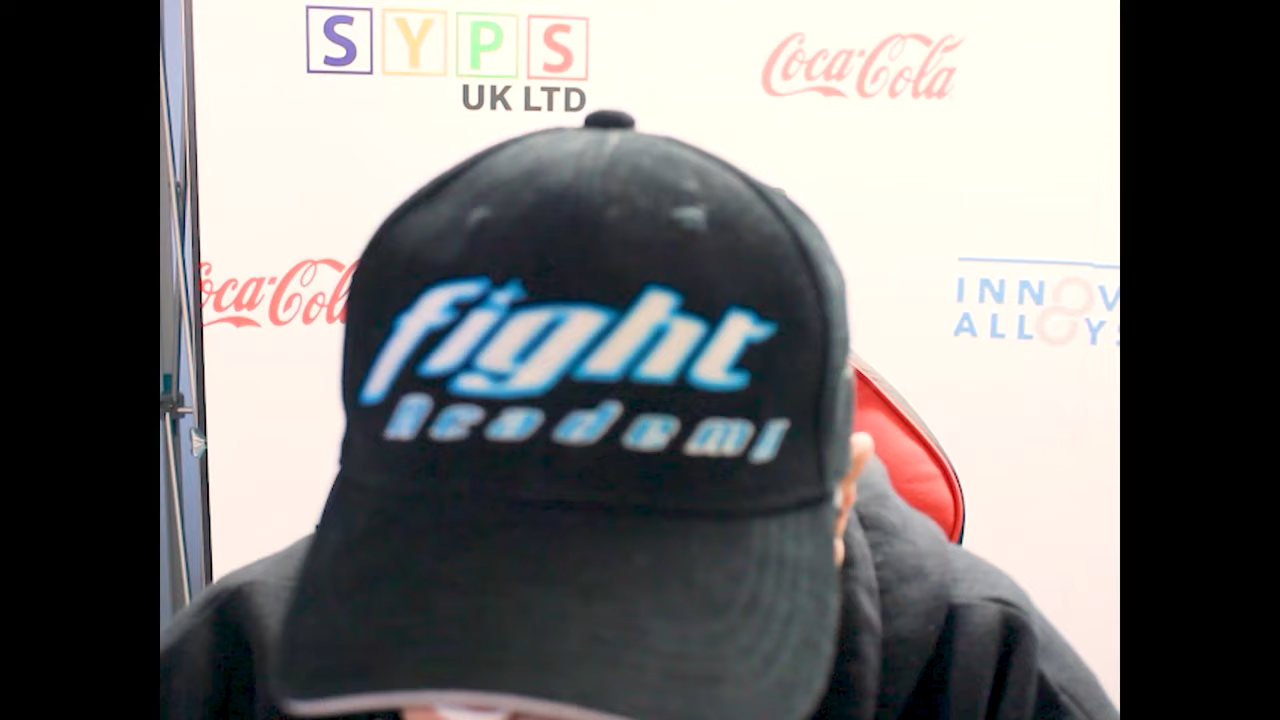 SYPS
UK LTD
Coca-Cola
oca-Col
INNOV
ALLOYS
fight
Academy